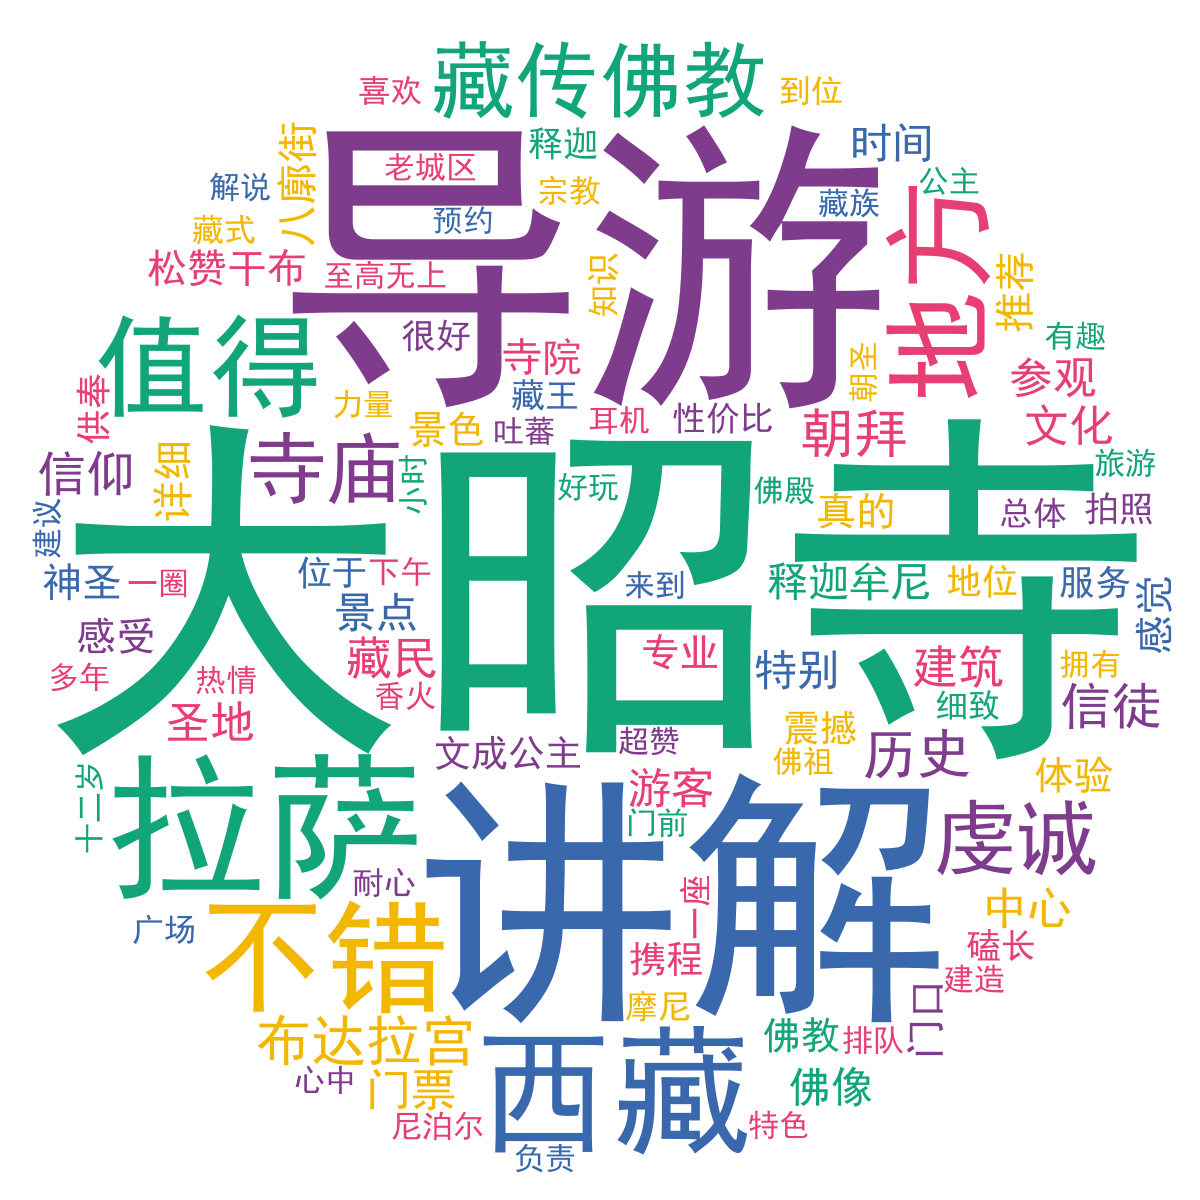 藏传佛教
喜欢
到位
导游
老城区
预约
释迦
宗教
时间
藏族
公主
八廓街
解说
藏式
松赞干布
至高无上
知识
地方
推荐
值得
很好
寺院
藏王
朝圣
有趣
参观
供奉
力量
景色
吐蕃
耳机
性价比
朝拜
文化
大昭寺
信仰
详细
寺庙
小时
好玩
佛殿
真的
总体
拍照
旅游
建议
神圣
一圈
位于
下午
来到
释迦牟尼
地位
服务
感觉
感受
景点
藏民
专业
特别
建筑
拥有
多年
热情
香火
细致
信徒
圣地
文成公主
超赞
震撼
历史
佛祖
体验
十二岁
拉萨
游客
门前
讲解
虔诚
耐心
一座
中心
广场
不错
携程
磕长
建造
摩尼
门口
布达拉宫
西藏
佛教
排队
心中
门票
佛像
尼泊尔
特色
负责